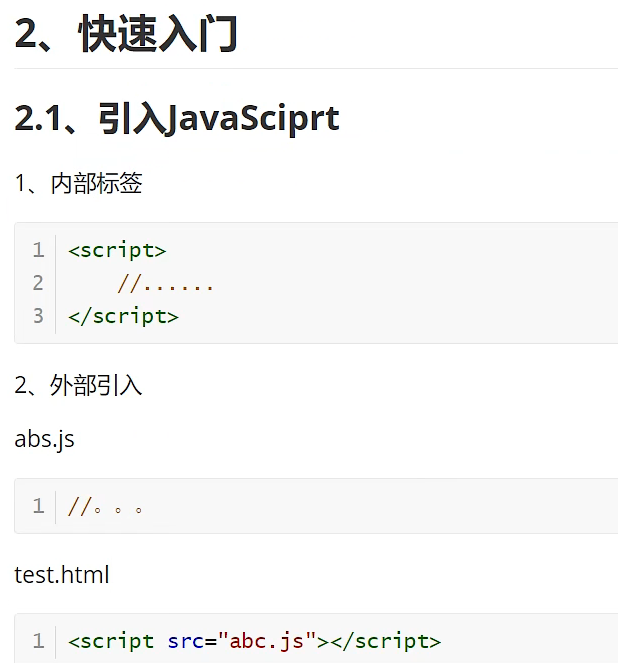 2、快速入门
2.1、引入JavaSciprt
1、内部标签
1 <script>
2     //......
3 </script>
2、外部引入
abs.js
1 //。。。
test.html
1 <script src="abc.js"></script>